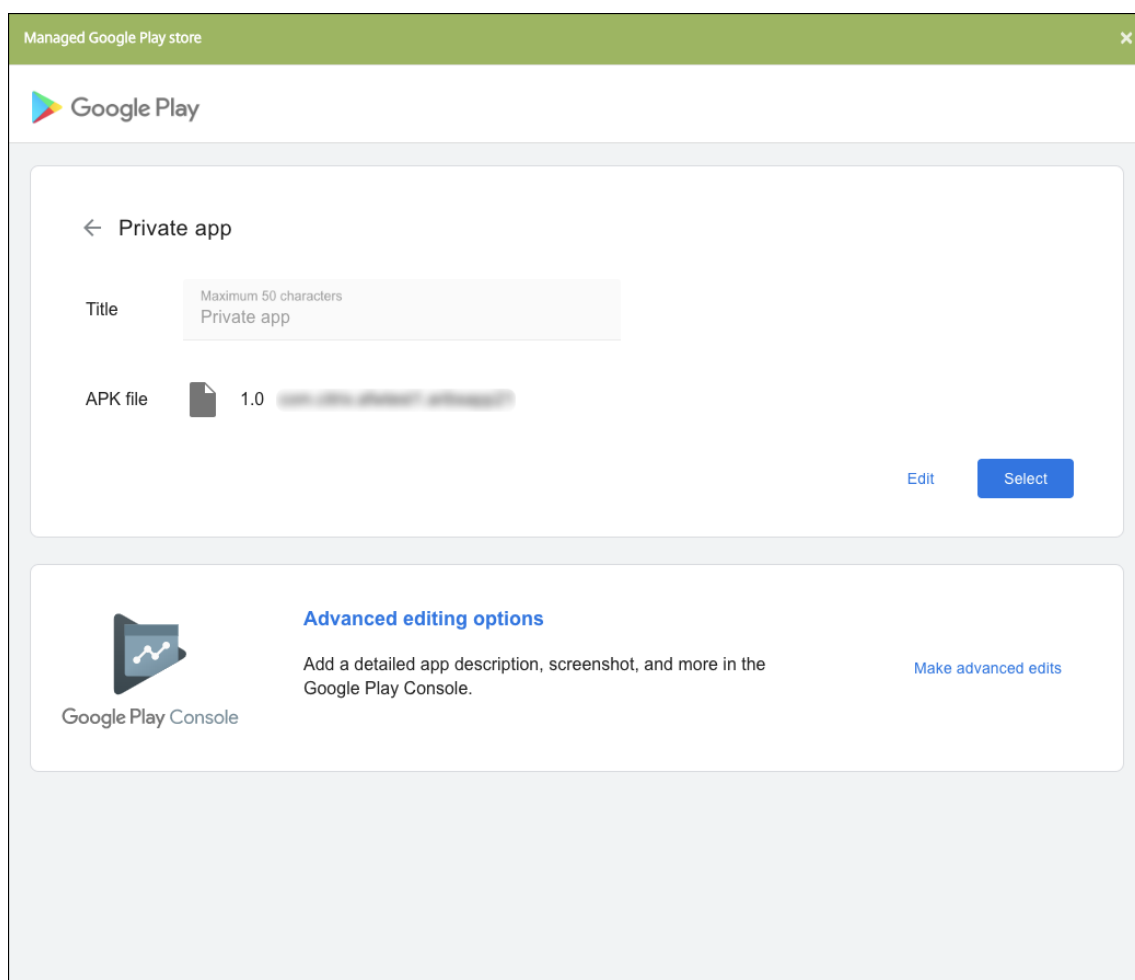 Managed Google Play store
Google Play
Private app
Title
Maximum 50 characters
Private app
APK file
1.0
Edit
Select
Advanced editing options
Add a detailed app description, screenshot, and more in the
Google Play Console.
Make advanced edits
Google Play Console